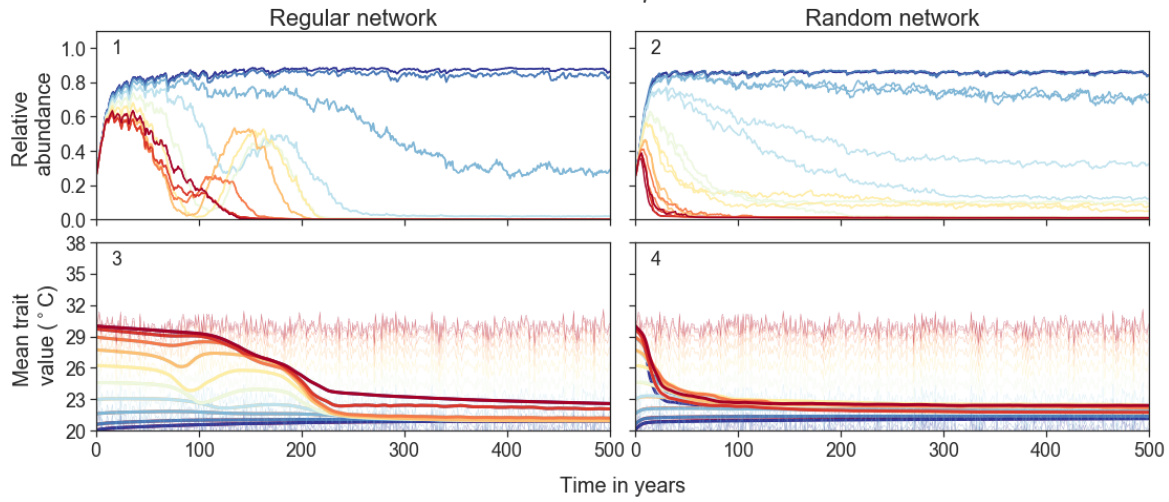 Regular network
Random network
1
2
1.0
0.8
0.6
0.4
0.2
0.0
Relative
abundance
3
4
38
35
32
29
26
23
20
Mean trait
value (°C)
0 100 200 300 400 500
0 100 200 300 400 500
Time in years